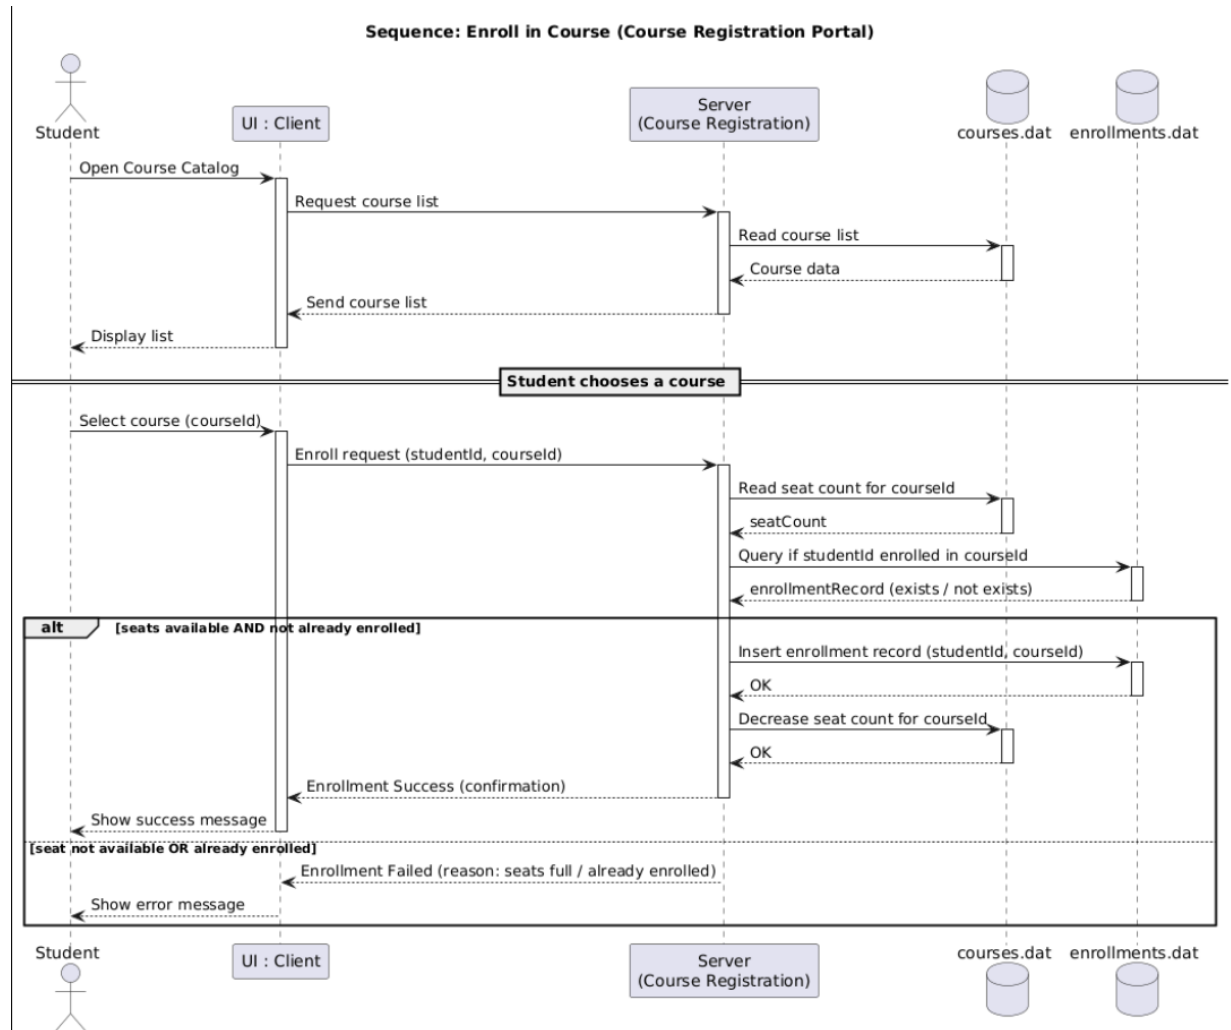 Sequence: Enroll in Course (Course Registration Portal)
Student
UI : Client
Server
(Course Registration)
courses.dat
enrollments.dat
Open Course Catalog
Request course list
Read course list
Course data
Send course list
Display list
Student chooses a course
Select course (courseId)
Enroll request (studentId, courseId)
Read seat count for courseId
seatCount
Query if studentId enrolled in courseId
enrollmentRecord (exists / not exists)
alt
[seats available AND not already enrolled]
Insert enrollment record (studentId, courseId)
OK
Decrease seat count for courseId
OK
Enrollment Success (confirmation)
Show success message
[seat not available OR already enrolled]
Enrollment Failed (reason: seats full / already enrolled)
Show error message
Student
UI : Client
Server
(Course Registration)
courses.dat
enrollments.dat